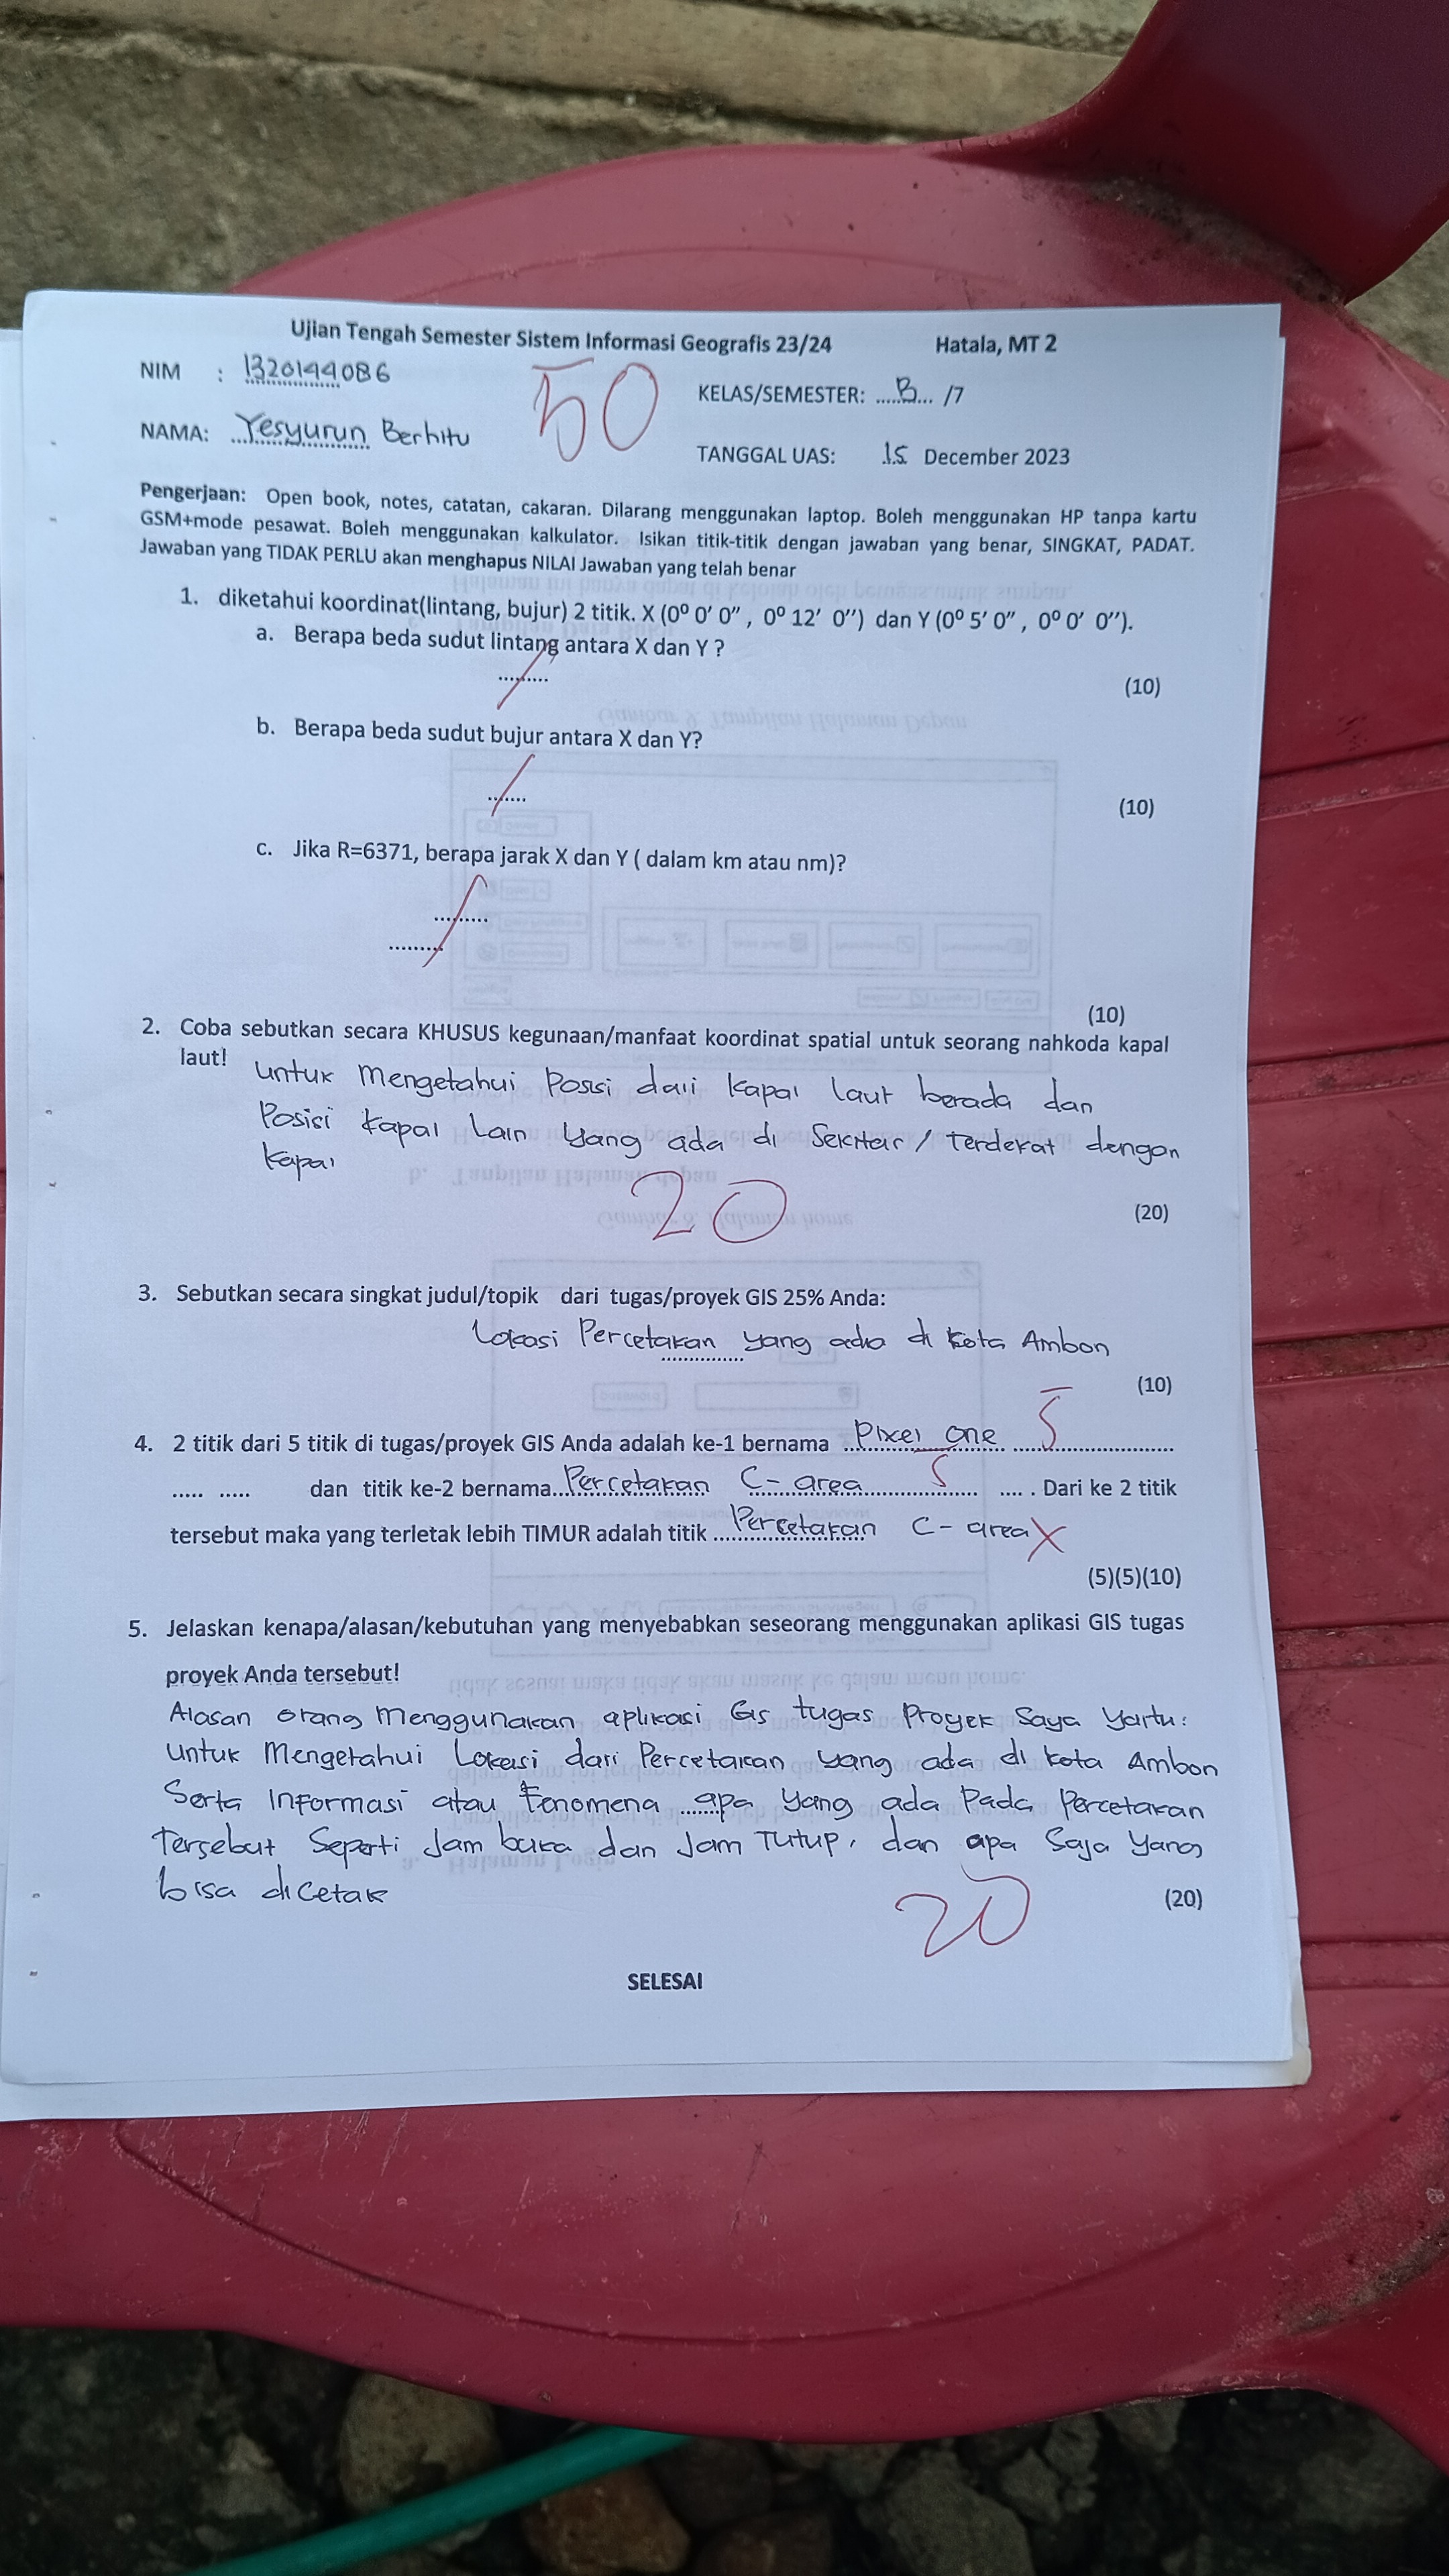 Ujian Tengah Semester Sistem Informasi Geografis 23/24 Hatala, MT 2
NIM : 1320144086
50
KELAS/SEMESTER: .....B... /7
NAMA: Yesyurun Berhitu
TANGGAL UAS: 15 December 2023
Pengerjaan: Open book, notes, catatan, cakaran. Dilarang menggunakan laptop. Boleh menggunakan HP tanpa kartu
GSM+mode pesawat. Boleh menggunakan kalkulator. Isikan titik-titik dengan jawaban yang benar, SINGKAT, PADAT.
Jawaban yang TIDAK PERLU akan menghapus NILAI Jawaban yang telah benar
1. diketahui koordinat(lintang, bujur) 2 titik. X (0⁰ 0’ 0” , 0⁰ 12’ 0’’) dan Y (0⁰ 5’ 0” , 0⁰ 0’ 0’’).
a. Berapa beda sudut lintang antara X dan Y ?
.........
(10)
b. Berapa beda sudut bujur antara X dan Y?
.......
(10)
c. Jika R=6371, berapa jarak X dan Y ( dalam km atau nm)?
.........
.........
(10)
2. Coba sebutkan secara KHUSUS kegunaan/manfaat koordinat spatial untuk seorang nahkoda kapal
laut!
untuk Mengetahui Posisi dari kapal laut berada dan
Posisi kapal lain yang ada di Sekitar / terdekat dengan
kapal
20
(20)
3. Sebutkan secara singkat judul/topik dari tugas/proyek GIS 25% Anda:
Lokasi Percetakan yang ada di kota Ambon
(10)
4. 2 titik dari 5 titik di tugas/proyek GIS Anda adalah ke-1 bernama Pixel one 5
..... ..... dan titik ke-2 bernama Percetakan C- area 5 .... . Dari ke 2 titik
tersebut maka yang terletak lebih TIMUR adalah titik Percetakan C- area X
(5)(5)(10)
5. Jelaskan kenapa/alasan/kebutuhan yang menyebabkan seseorang menggunakan aplikasi GIS tugas
proyek Anda tersebut!
Alasan orang Menggunakan aplikasi Gis tugas Proyek Saya yaitu:
untuk Mengetahui Lokasi dari Percetakan yang ada di kota Ambon
Serta Informasi atau Fenomena apa yang ada Pada Percetakan
tersebut Seperti Jam buka dan Jam Tutup, dan apa Saja yang
bisa dicetak
20
(20)
SELESAI